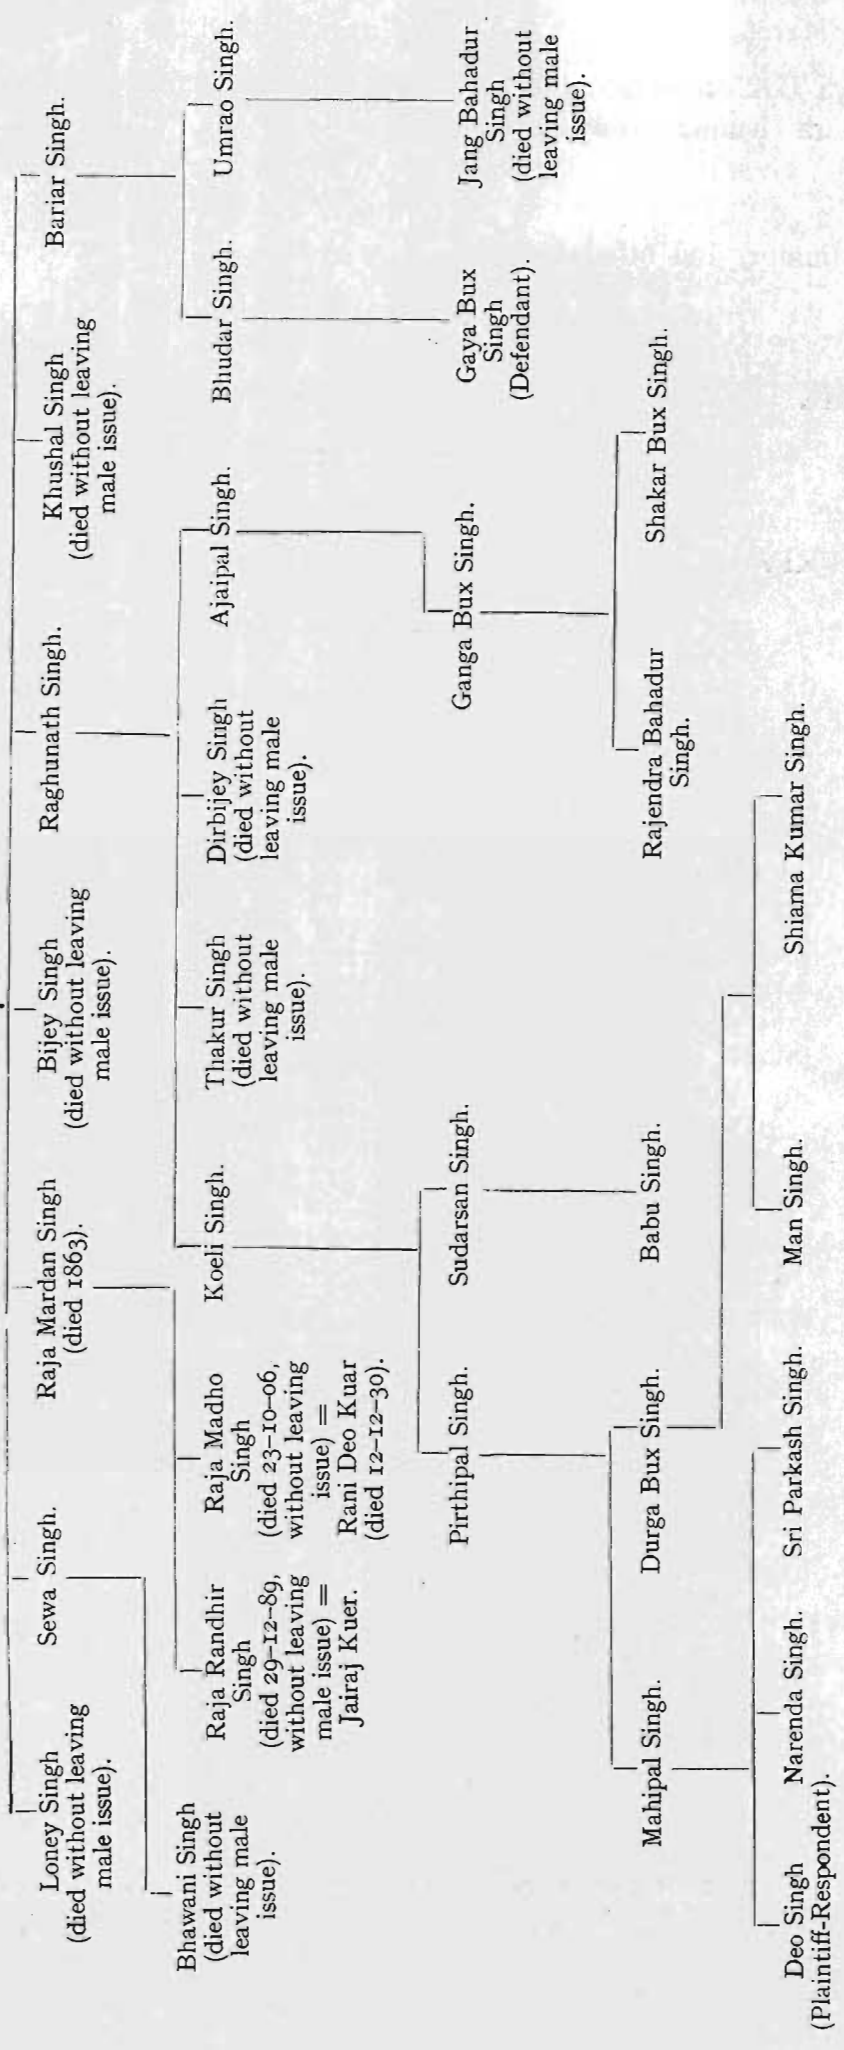 Loney Singh
(died without leaving
male issue).
Sewa Singh.
Raja Mardan Singh
(died 1863).
Bijey Singh
(died without leaving
male issue).
Raghunath Singh.
Khushal Singh
(died without leaving
male issue).
Bariar Singh.
Bhawani Singh
(died without
leaving male
issue).
Raja Randhir
Singh
(died 29-12-89,
without leaving
male issue) =
Jairaj Kuer.
Raja Madho
Singh
(died 23-10-06,
without leaving
issue) =
Rani Deo Kuar
(died 12-12-30).
Koeli Singh.
Thakur Singh
(died without
leaving male
issue).
Dirbijey Singh
(died without
leaving male
issue).
Ajaipal Singh.
Bhudar Singh.
Umrao Singh.
Pirthipal Singh.
Sudarsan Singh.
Ganga Bux Singh.
Gaya Bux
Singh
(Defendant).
Jang Bahadur
Singh
(died without
leaving male
issue).
Mahipal Singh.
Durga Bux Singh.
Babu Singh.
Rajendra Bahadur
Singh.
Shakar Bux Singh.
Deo Singh
(Plaintiff-Respondent).
Narenda Singh.
Sri Parkash Singh.
Man Singh.
Shiama Kumar Singh.